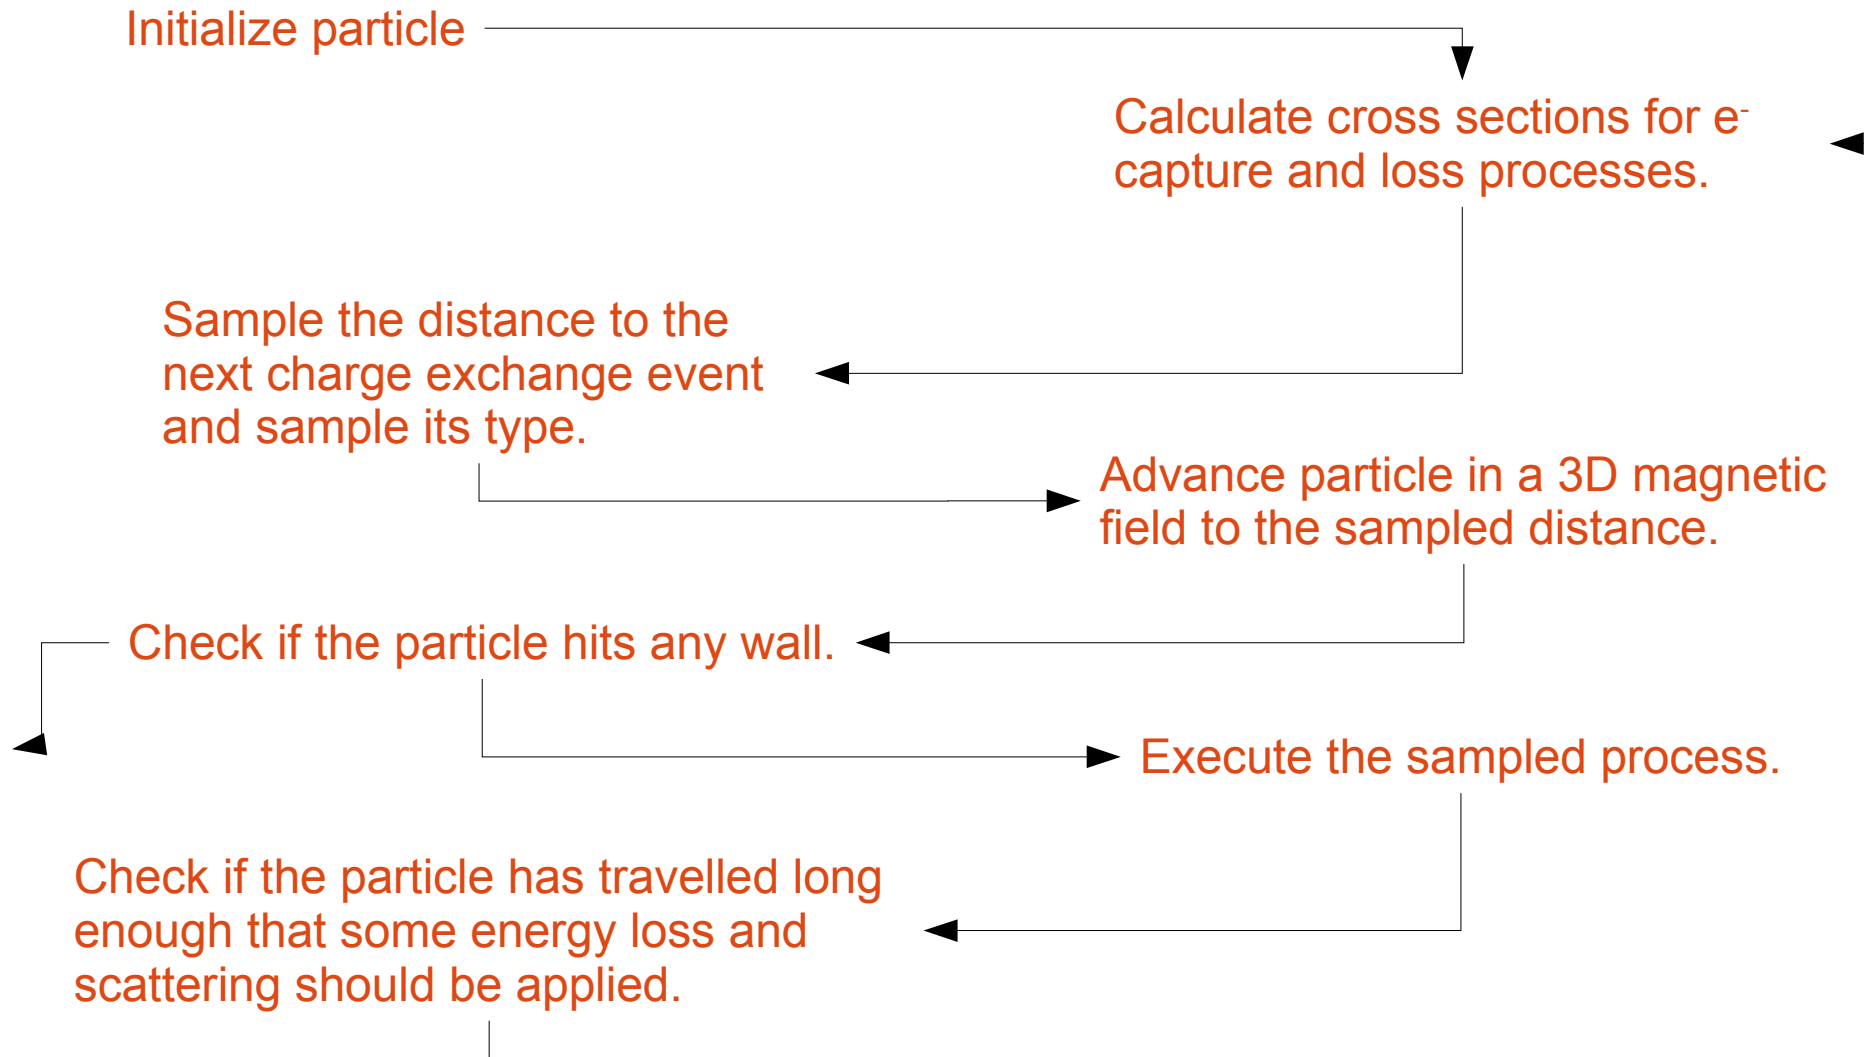 Initialize particle
Calculate cross sections for e-
capture and loss processes.
Sample the distance to the
next charge exchange event
and sample its type.
Advance particle in a 3D magnetic
field to the sampled distance.
Check if the particle hits any wall.
Execute the sampled process.
Check if the particle has travelled long
enough that some energy loss and
scattering should be applied.